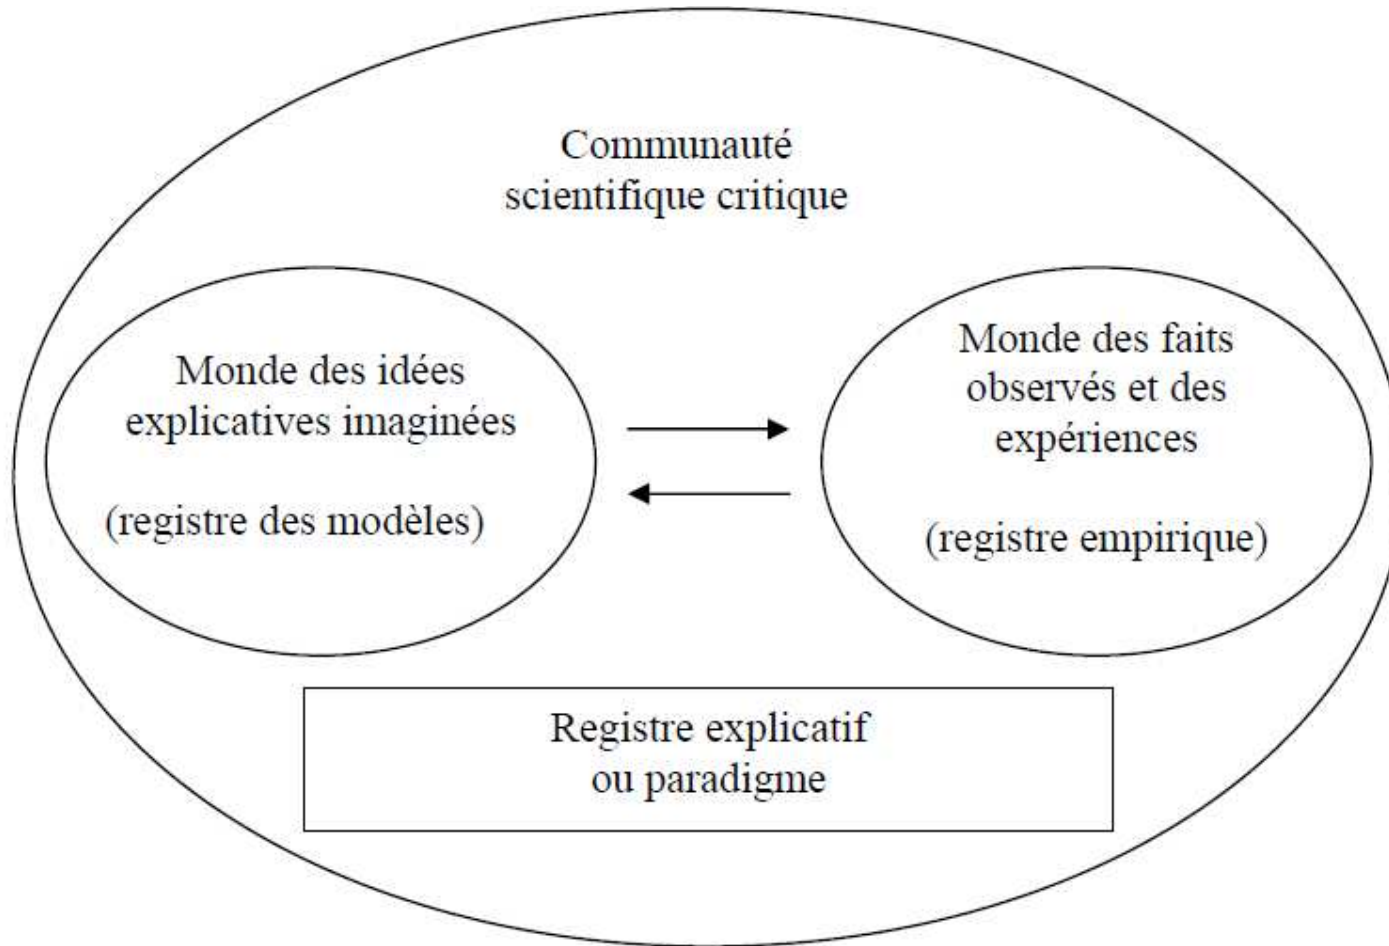 Communauté
scientifique critique
Monde des idées
explicatives imaginées
(registre des modèles)
Monde des faits
observés et des
expériences
(registre empirique)
Registre explicatif
ou paradigme